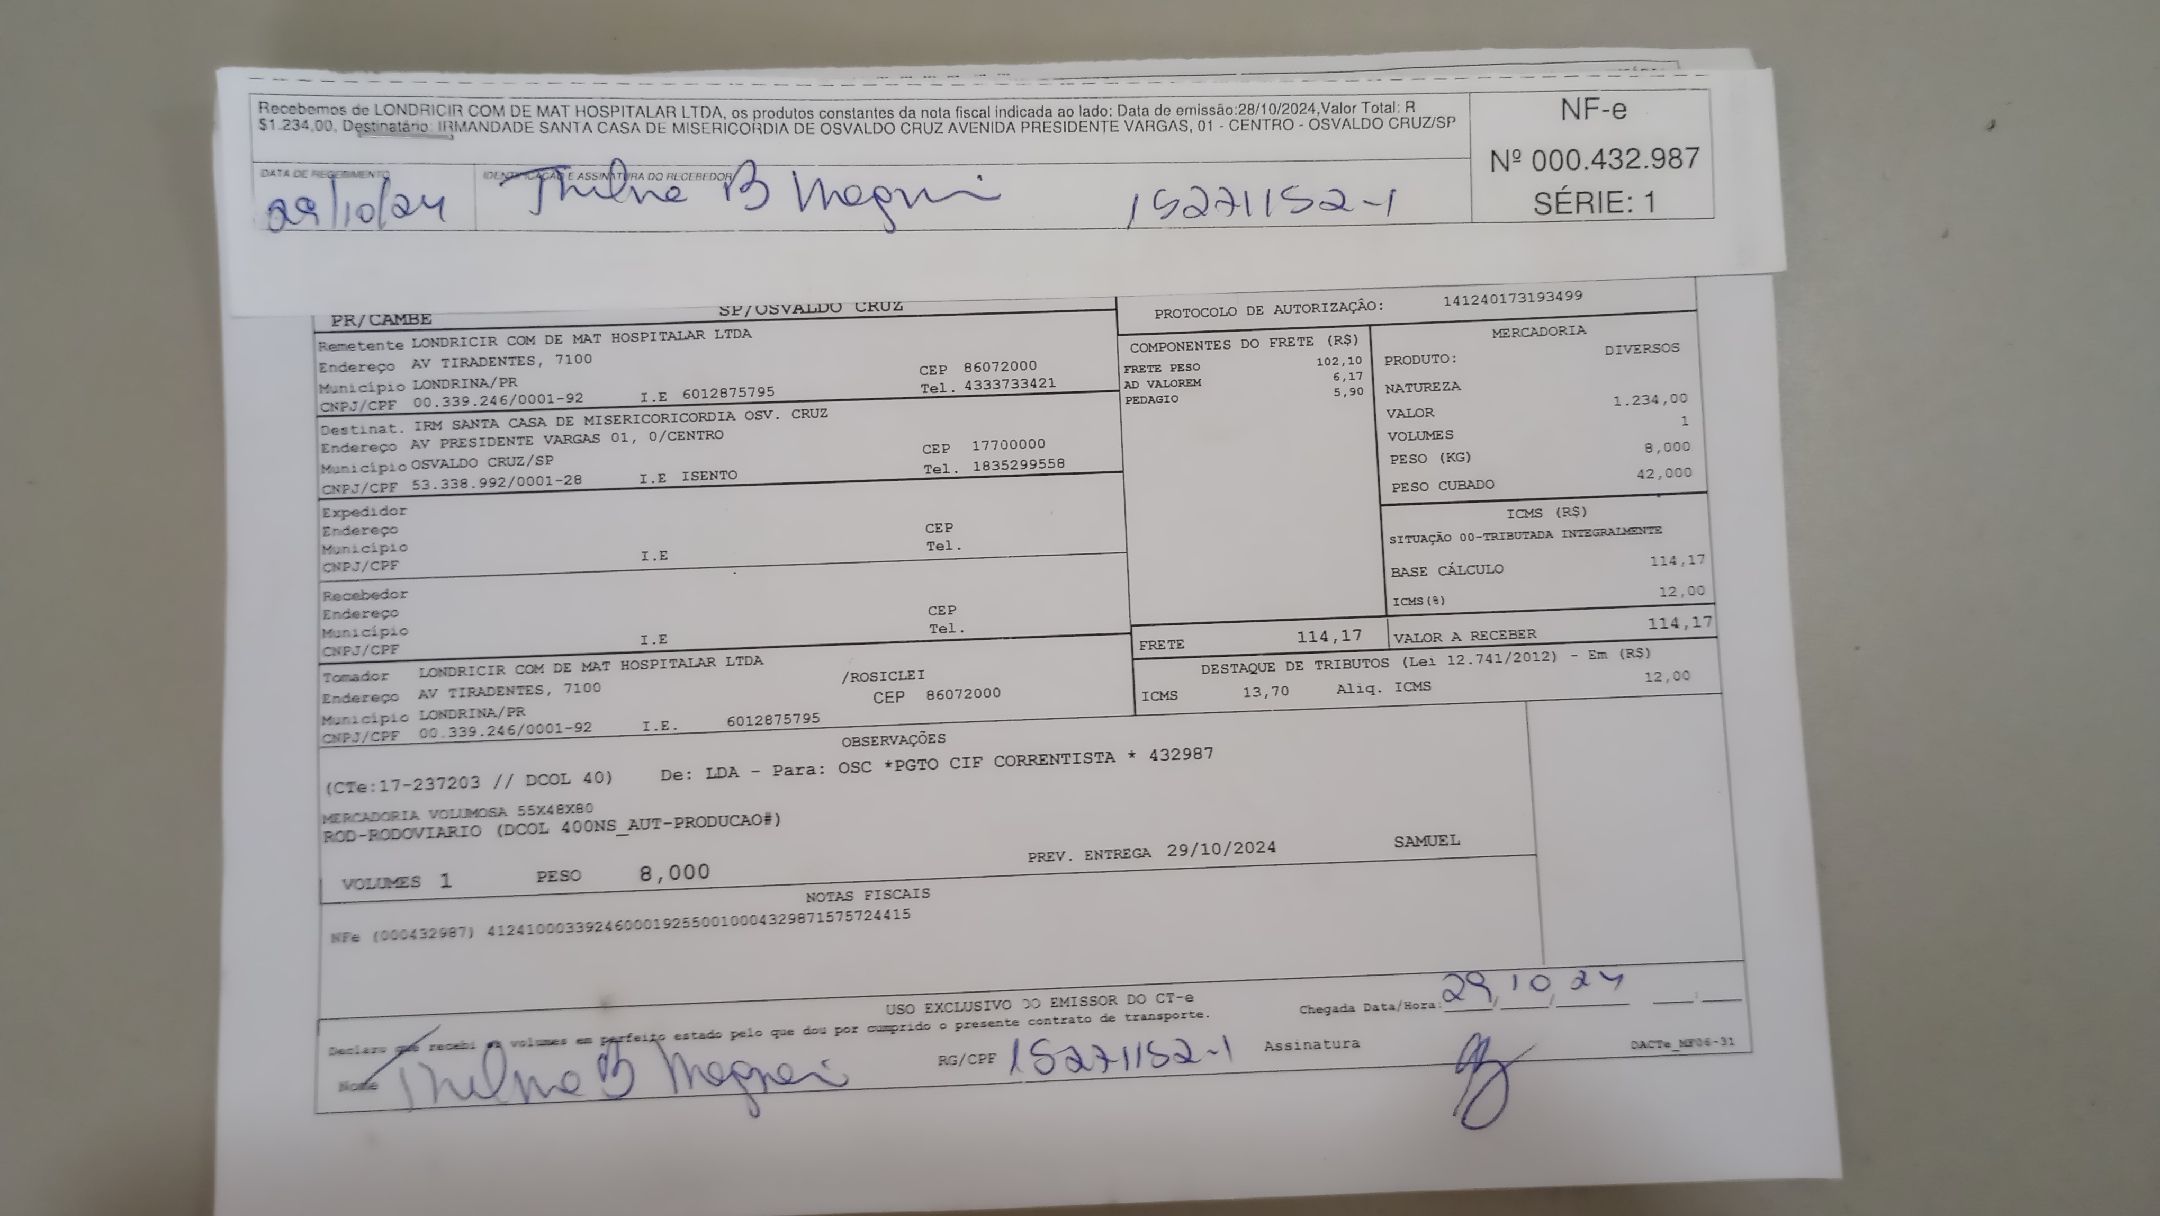 Recebemos de LONDRICIR COM DE MAT HOSPITALAR LTDA, os produtos constantes da nota fiscal indicada ao lado; Data de emissão:28/10/2024,Valor Total: R
$1.234,00, Destinatário: IRMANDADE SANTA CASA DE MISERICORDIA DE OSVALDO CRUZ AVENIDA PRESIDENTE VARGAS, 01 - CENTRO - OSVALDO CRUZ/SP
NF-e
Nº 000.432.987
SÉRIE: 1
DATA DE RECEBIMENTO
29/10/24
IDENTIFICAÇÃO E ASSINATURA DO RECEBEDOR
B
15271152-1
PR/CAMBE
SP/OSVALDO CRUZ
PROTOCOLO DE AUTORIZAÇÃO: 141240173193499
Remetente LONDRICIR COM DE MAT HOSPITALAR LTDA
Endereço AV TIRADENTES, 7100 CEP 86072000
Município LONDRINA/PR Tel. 4333733421
CNPJ/CPF 00.339.246/0001-92 I.E 6012875795
Destinat. IRM SANTA CASA DE MISERICORICORDIA OSV. CRUZ
Endereço AV PRESIDENTE VARGAS 01, 0/CENTRO CEP 17700000
Município OSVALDO CRUZ/SP Tel. 1835299558
CNPJ/CPF 53.338.992/0001-28 I.E ISENTO
Expedidor
Endereço CEP
Município Tel.
CNPJ/CPF I.E
Recebedor
Endereço CEP
Município Tel.
CNPJ/CPF I.E
Tomador LONDRICIR COM DE MAT HOSPITALAR LTDA /ROSICLEI
Endereço AV TIRADENTES, 7100 CEP 86072000
Município LONDRINA/PR
CNPJ/CPF 00.339.246/0001-92 I.E. 6012875795
COMPONENTES DO FRETE (R$)
FRETE PESO 102,10
AD VALOREM 6,17
PEDAGIO 5,90
MERCADORIA
PRODUTO: DIVERSOS
NATUREZA
VALOR 1.234,00
VOLUMES 1
PESO (KG) 8,000
PESO CUBADO 42,000
ICMS (R$)
SITUAÇÃO 00-TRIBUTADA INTEGRALMENTE
BASE CÁLCULO 114,17
ICMS(%) 12,00
FRETE 114,17
VALOR A RECEBER 114,17
DESTAQUE DE TRIBUTOS (Lei 12.741/2012) - Em (R$)
ICMS 13,70 Aliq. ICMS 12,00
OBSERVAÇÕES
(CTe:17-237203 // DCOL 40) De: LDA - Para: OSC *PGTO CIF CORRENTISTA * 432987
MERCADORIA VOLUMOSA 55X48X80
ROD-RODOVIARIO (DCOL 400NS_AUT-PRODUCAO#)
VOLUMES 1 PESO 8,000 PREV. ENTREGA 29/10/2024 SAMUEL
NOTAS FISCAIS
NFe (000432987) 41241000339246000192550010004329871575724415
USO EXCLUSIVO DO EMISSOR DO CT-e
Chegada Data/Hora: 29/10/24
Declaro que recebi os volumes em perfeito estado pelo que dou por cumprido o presente contrato de transporte.
Nome B RG/CPF 15271152-1 Assinatura
DACTe_MF06-31